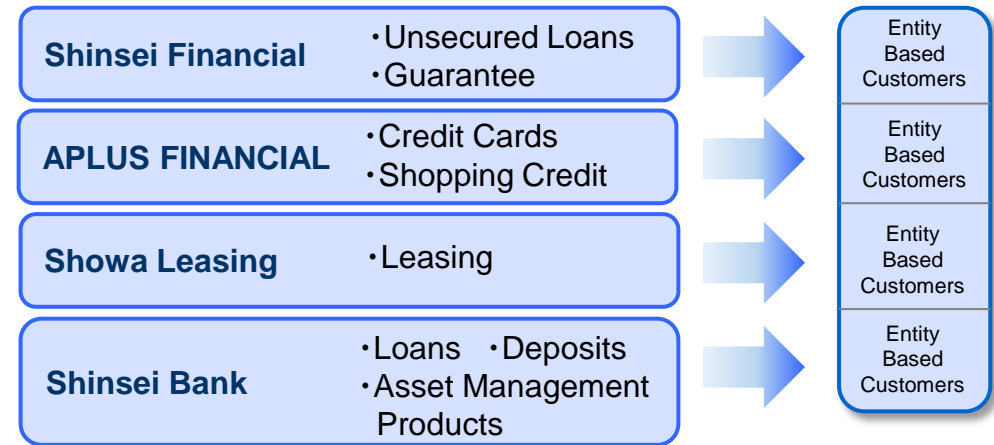 Shinsei Financial
・Unsecured Loans
・Guarantee
Entity
Based
Customers
APLUS FINANCIAL
・Credit Cards
・Shopping Credit
Entity
Based
Customers
Showa Leasing
・Leasing
Entity
Based
Customers
Shinsei Bank
・Loans ・Deposits
・Asset Management
Products
Entity
Based
Customers